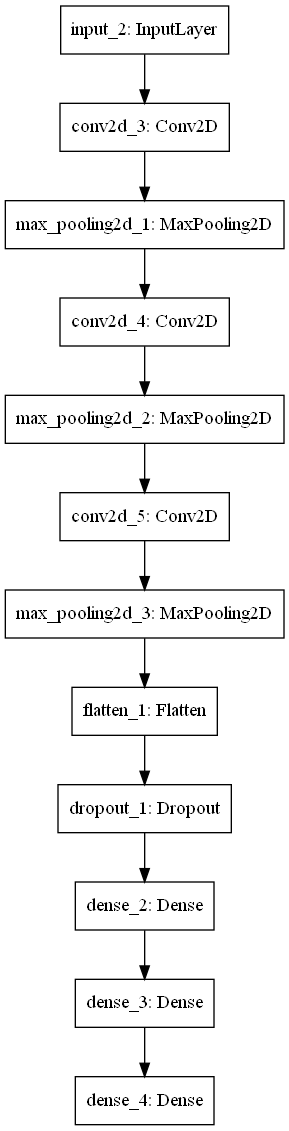 input_2: InputLayer
conv2d_3: Conv2D
max_pooling2d_1: MaxPooling2D
conv2d_4: Conv2D
max_pooling2d_2: MaxPooling2D
conv2d_5: Conv2D
max_pooling2d_3: MaxPooling2D
flatten_1: Flatten
dropout_1: Dropout
dense_2: Dense
dense_3: Dense
dense_4: Dense